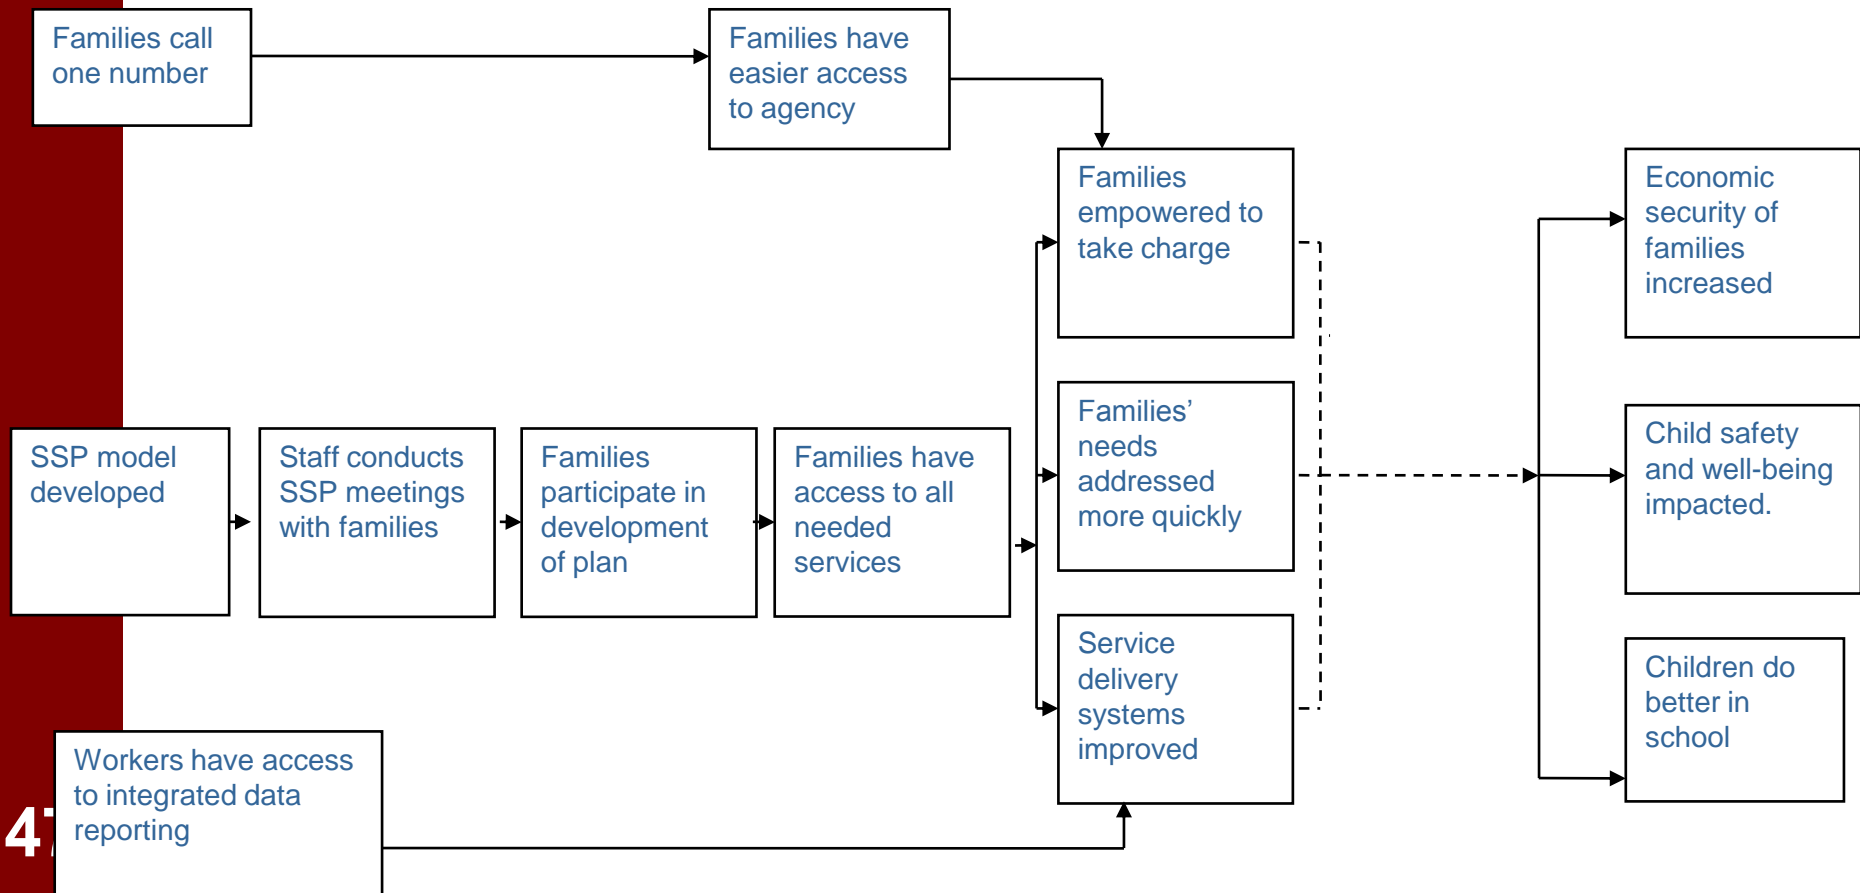 Families call
one number
Families have
easier access
to agency
Families
empowered to
take charge
Economic
security of
families
increased
SSP model
developed
Staff conducts
SSP meetings
with families
Families
participate in
development
of plan
Families have
access to all
needed
services
Families’
needs
addressed
more quickly
Child safety
and well-being
impacted.
Service
delivery
systems
improved
Children do
better in
school
Workers have access
to integrated data
reporting